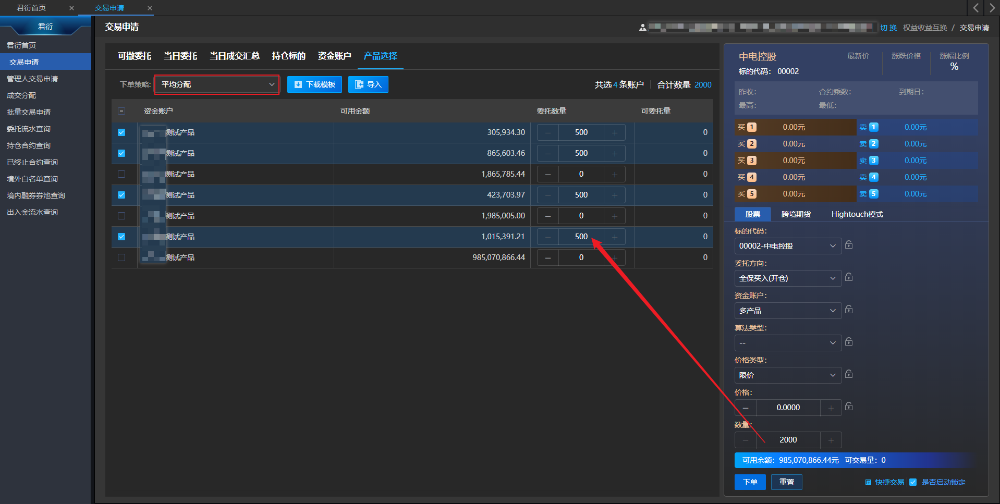 君衍首页 交易申请
君衍
君衍首页
交易申请
管理人交易申请
成交分配
批量交易申请
委托流水查询
持仓合约查询
已终止合约查询
境外白名单查询
境内融券券池查询
出入金流水查询
交易申请
切 换 权益收益互换 / 交易申请
可撤委托 当日委托 当日成交汇总 持仓标的 资金账户 产品选择
下单策略: 平均分配 下载模板 导入 共选4条账户 合计数量 2000
资金账户 可用金额 委托数量 可委托量
测试产品 305,934.30 500 0
测试产品 865,603.46 500 0
测试产品 1,865,785.44 0 0
测试产品 423,703.97 500 0
测试产品 1,985,005.00 0 0
测试产品 1,015,391.21 500 0
测试产品 985,070,866.44 0 0
中电控股 最新价 涨跌价格 涨幅比例
标的代码： 00002 %
昨收： 合约乘数： 到期日：
最高： 最低：
买 1 0.00元 卖 1 0.00元
买 2 0.00元 卖 2 0.00元
买 3 0.00元 卖 3 0.00元
买 4 0.00元 卖 4 0.00元
买 5 0.00元 卖 5 0.00元
股票 跨境期货 Hightouch模式
标的代码：
00002-中电控股
委托方向：
全保买入(开仓)
资金账户：
多产品
算法类型：
--
价格类型：
限价
价格：
0.0000
数量：
2000
可用余额：985,070,866.44元 可交易量：0
下单 重置 快捷交易 是否启动锁定